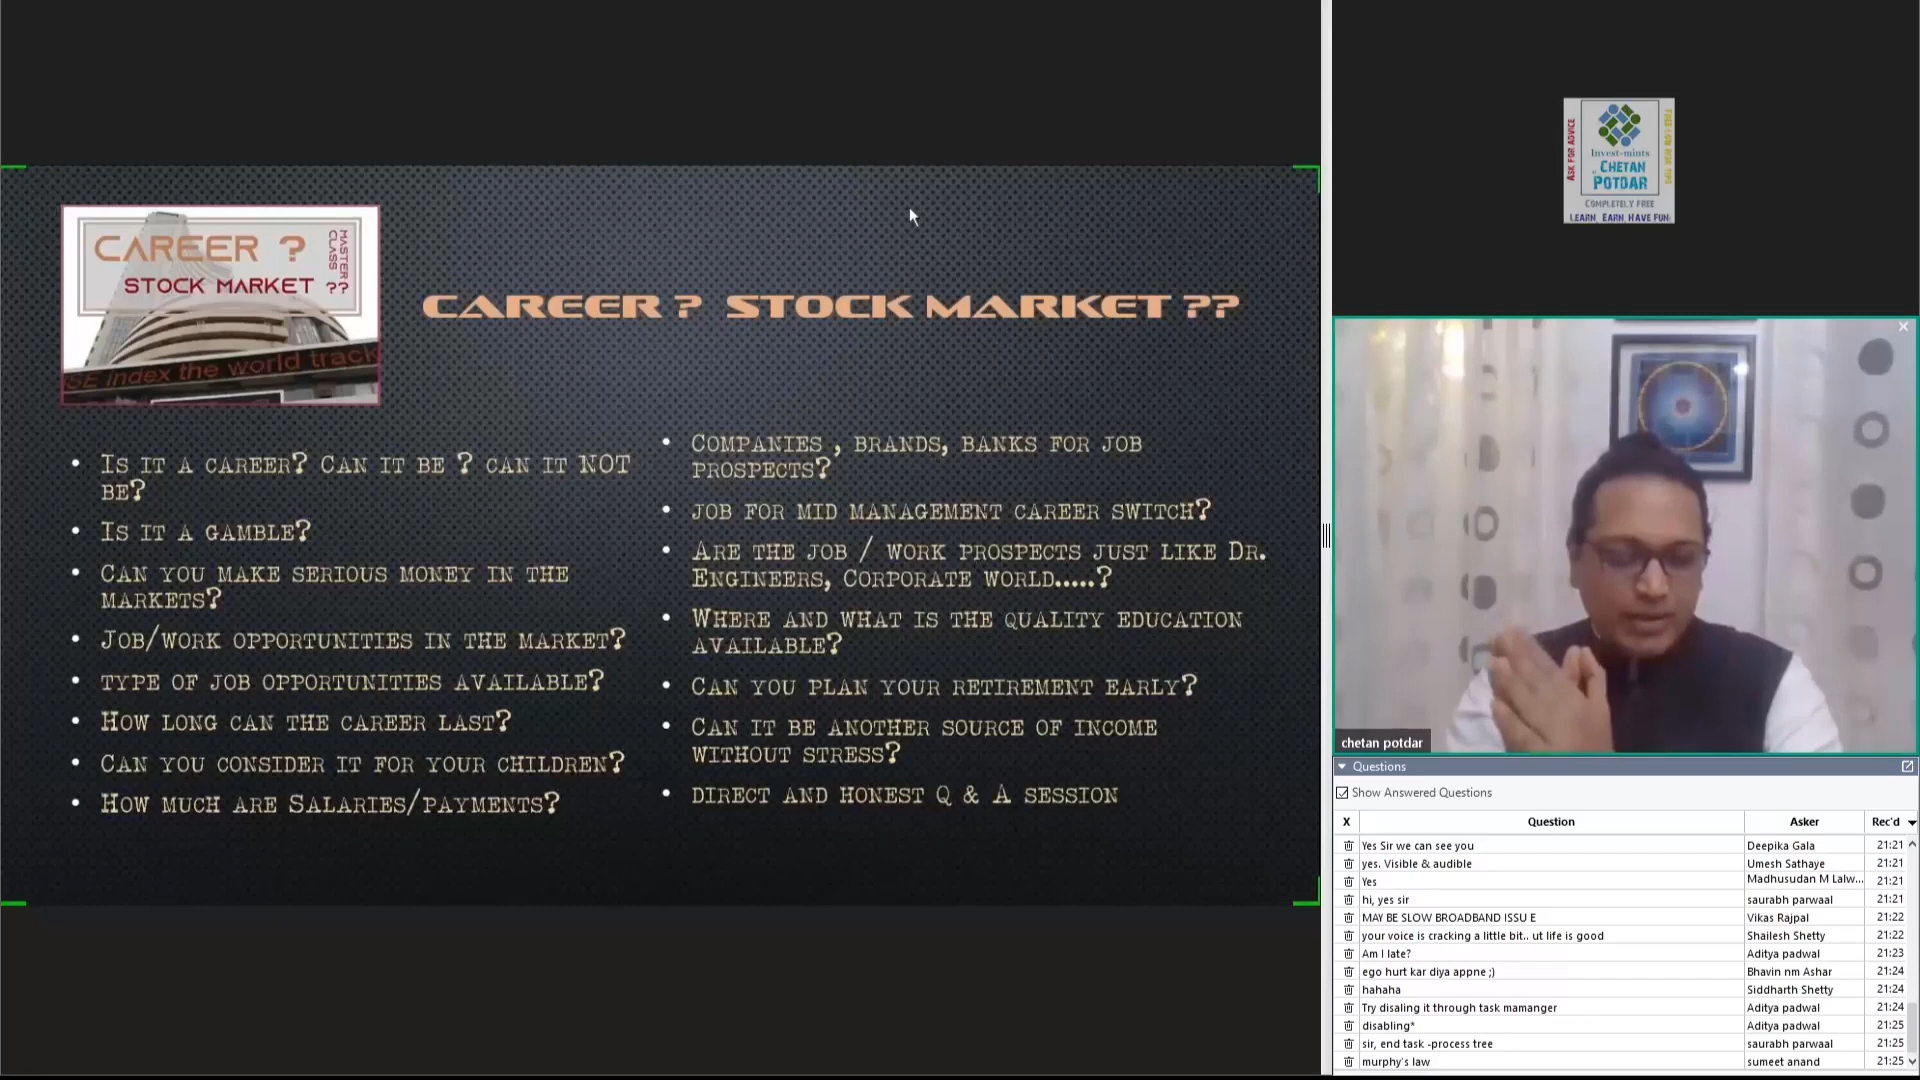 CAREER ?
STOCK MARKET ??
MASTER
CLASS
SE index the world track
CAREER ? STOCK MARKET ??
Is it a career? Can it be ? can it NOT
be?
Is it a gamble?
Can you make serious money in the
markets?
Job/work opportunities in the market?
type of job opportunities available?
How long can the career last?
Can you consider it for your children?
How much are Salaries/payments?
Companies , brands, banks for job
prospects?
job for mid management career switch?
Are the job / work prospects just like Dr.
Engineers, Corporate world.....?
Where and what is the quality education
available?
Can you plan your retirement early?
Can it be another source of income
without stress?
direct and honest Q & A session
ASK FOR ADVICE
Invest-mints
CHETAN
POTDAR
COMPLETELY FREE
LEARN, EARN, HAVE FUN.
chetan potdar
Questions
Show Answered Questions
X Question Asker Rec'd
Yes Sir we can see you Deepika Gala 21:21
yes. Visible & audible Umesh Sathaye 21:21
Yes Madhusudan M Lalw... 21:21
hi, yes sir saurabh parwaal 21:21
MAY BE SLOW BROADBAND ISSU E Vikas Rajpal 21:22
your voice is cracking a little bit.. ut life is good Shailesh Shetty 21:22
Am I late? Aditya padwal 21:23
ego hurt kar diya appne ;) Bhavin nm Ashar 21:24
hahaha Siddharth Shetty 21:24
Try disaling it through task mamanger Aditya padwal 21:24
disabling* Aditya padwal 21:25
sir, end task -process tree saurabh parwaal 21:25
murphy's law sumeet anand 21:25